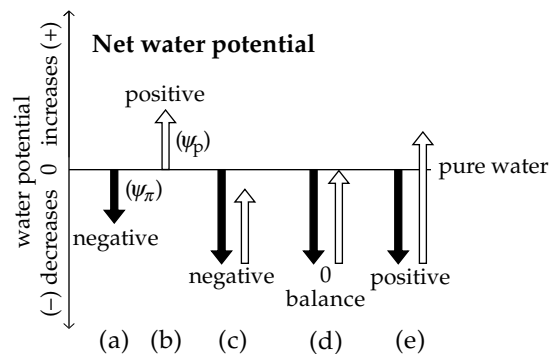 Net water potential
water potential
(−) decreases 0 increases (+)
positive
(ψp)
pure water
(ψπ)
negative
negative
0
balance
positive
(a) (b) (c) (d) (e)